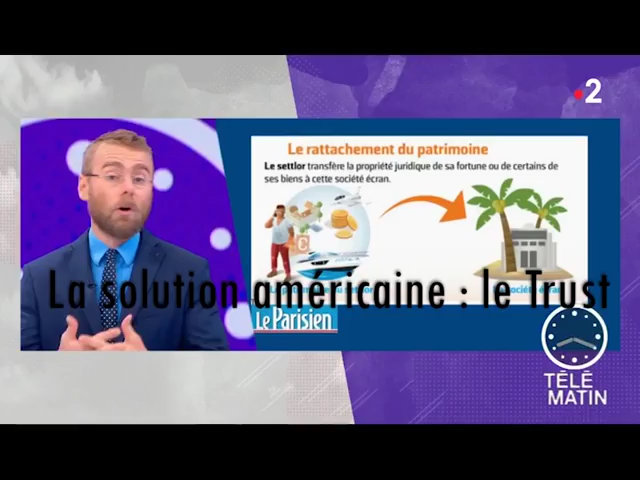 2
Le rattachement du patrimoine
Le settlor transfère la propriété juridique de sa fortune ou de certains de
ses biens à cette société écran.
La solution américaine : le Trust
Le Parisien
TÉLÉ
MATIN